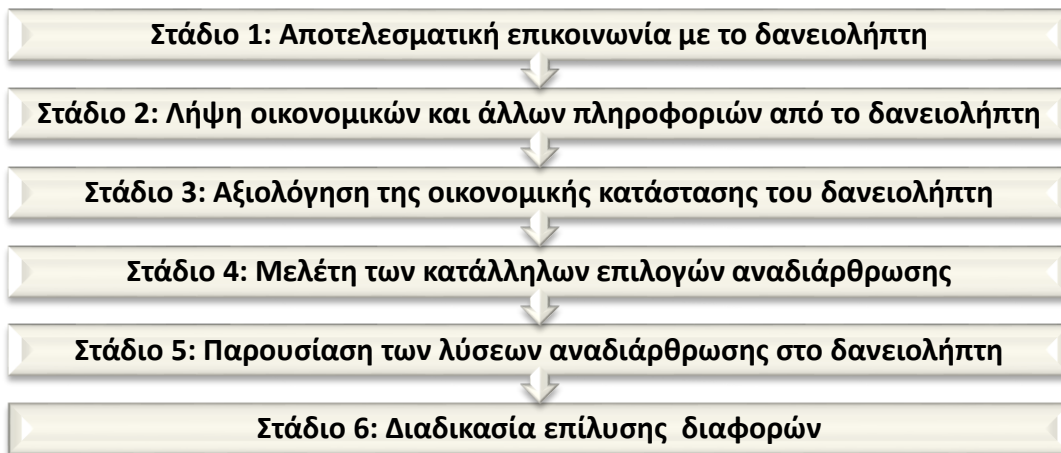 Στάδιο 1: Αποτελεσματική επικοινωνία με το δανειολήπτη
Στάδιο 2: Λήψη οικονομικών και άλλων πληροφοριών από το δανειολήπτη
Στάδιο 3: Αξιολόγηση της οικονομικής κατάστασης του δανειολήπτη
Στάδιο 4: Μελέτη των κατάλληλων επιλογών αναδιάρθρωσης
Στάδιο 5: Παρουσίαση των λύσεων αναδιάρθρωσης στο δανειολήπτη
Στάδιο 6: Διαδικασία επίλυσης διαφορών